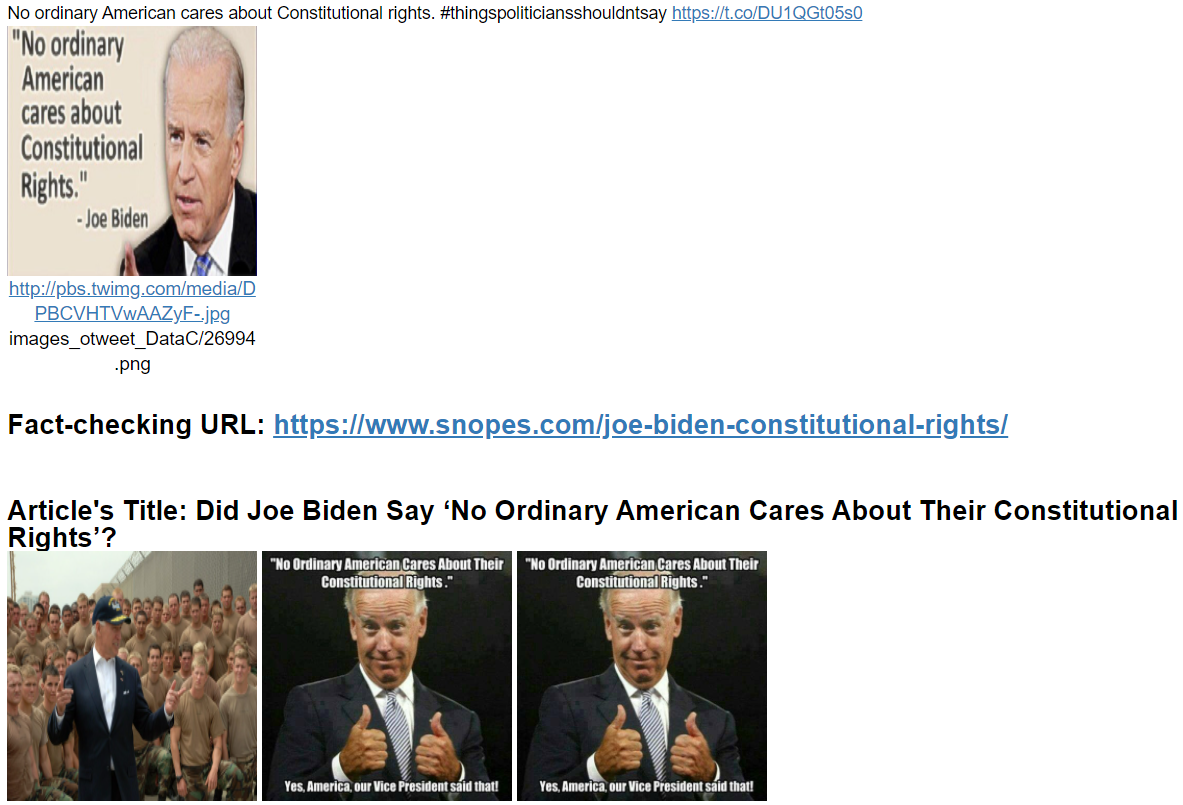 No ordinary American cares about Constitutional rights. #thingspoliticiansshouldntsay https://t.co/DU1QGt05s0
"No ordinary
American
cares about
Constitutional
Rights."
- Joe Biden
http://pbs.twimg.com/media/D
PBCVHTVwAAZyF-.jpg
images_otweet_DataC/26994
.png
Fact-checking URL: https://www.snopes.com/joe-biden-constitutional-rights/
Article's Title: Did Joe Biden Say ‘No Ordinary American Cares About Their Constitutional
Rights’?
"No Ordinary American Cares About Their
Constitutional Rights ."
Yes, America, our Vice President said that!
"No Ordinary American Cares About Their
Constitutional Rights ."
Yes, America, our Vice President said that!